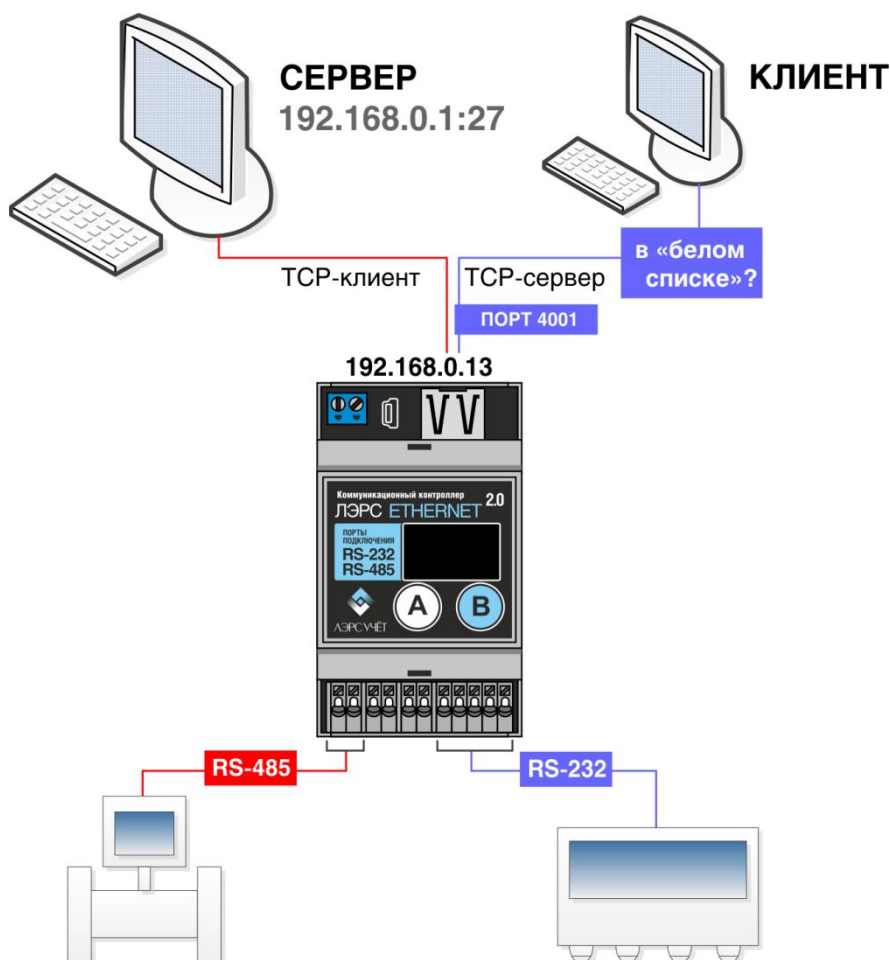 СЕРВЕР
192.168.0.1:27
КЛИЕНТ
в «белом
списке»?
TCP-клиент
TCP-сервер
ПОРТ 4001
192.168.0.13
Коммуникационный контроллер
ЛЭРС ETHERNET 2.0
ПОРТЫ
ПОДКЛЮЧЕНИЯ
RS-232
RS-485
A
B
ЛЭРС УЧЁТ
RS-485
RS-232